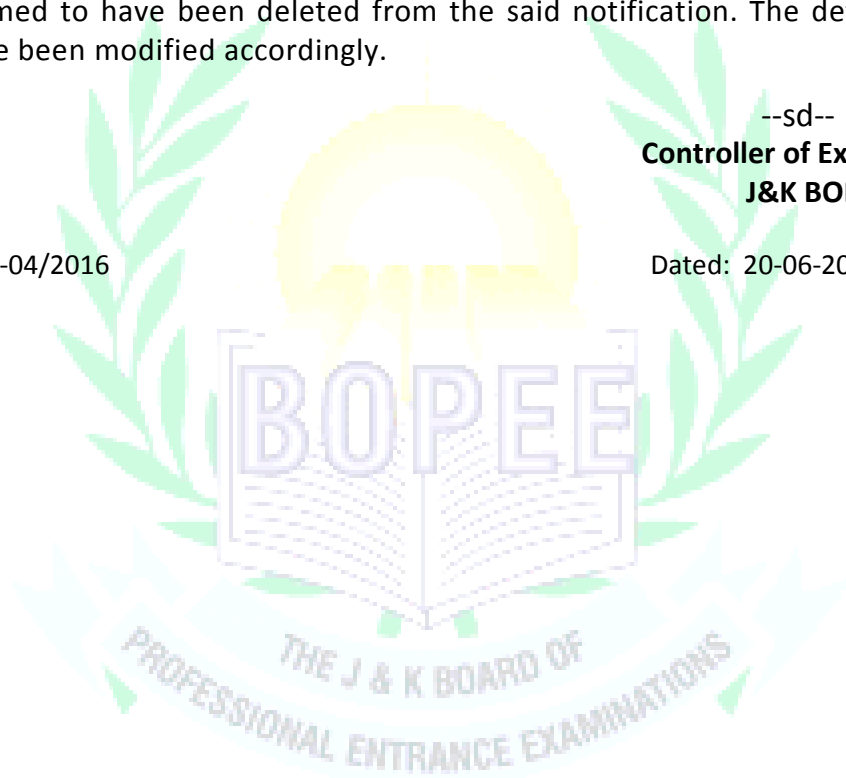 med to have been deleted from the said notification. The de
e been modified accordingly.
--sd--
Controller of Ex
J&K BO
-04/2016 Dated: 20-06-20
BOPEE
THE J & K BOARD OF
PROFESSIONAL ENTRANCE EXAMINATIONS